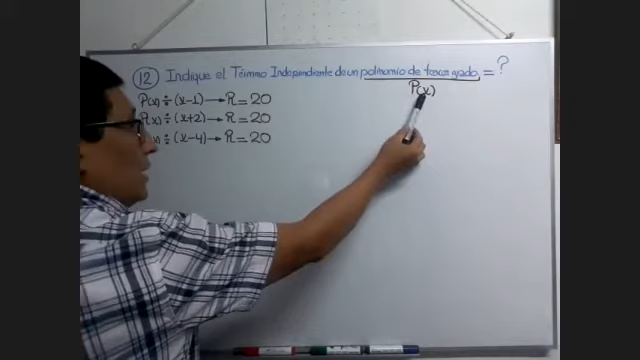 12 Indique el Término Independiente de un polinomio de tercer grado = ?
P(x)
P(x) ÷ (x-1) → R = 20
P(x) ÷ (x+2) → R = 20
(x) ÷ (x-4) → R = 20